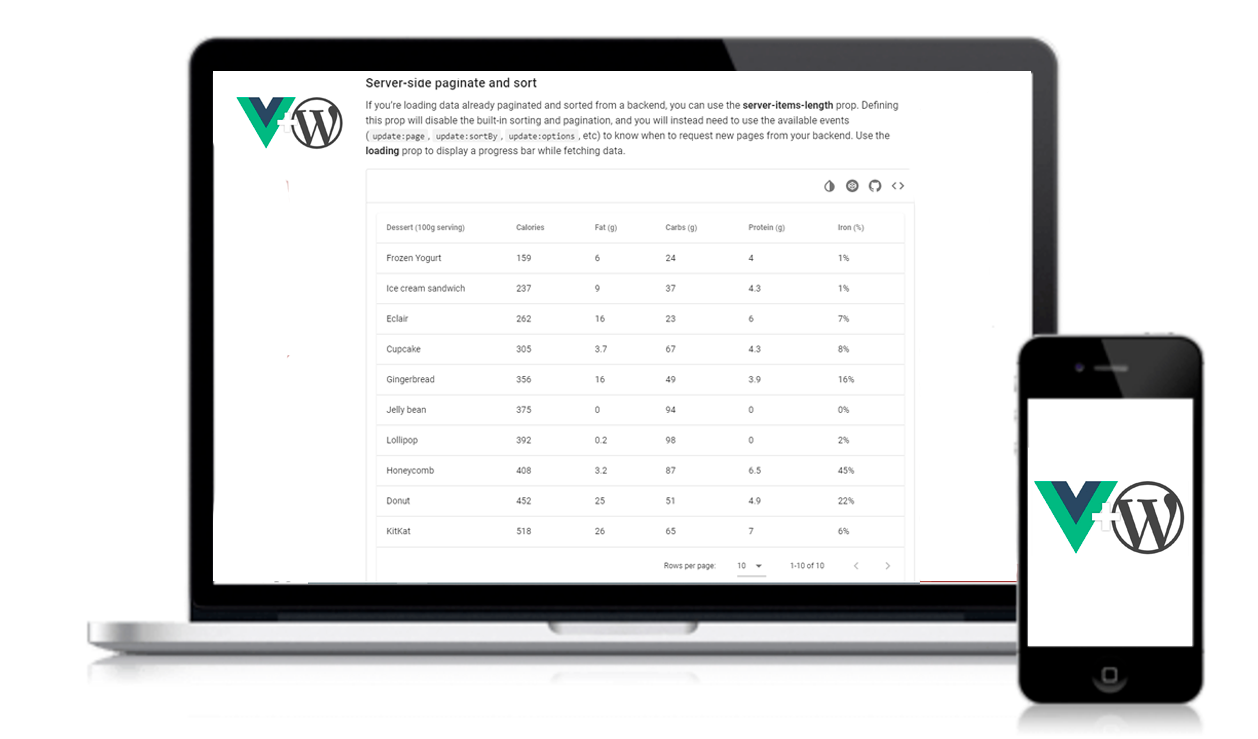 Server-side paginate and sort
If you're loading data already paginated and sorted from a backend, you can use the server-items-length prop. Defining
this prop will disable the built-in sorting and pagination, and you will instead need to use the available events
( update:page , update:sortBy , update:options , etc) to know when to request new pages from your backend. Use the
loading prop to display a progress bar while fetching data.
Dessert (100g serving) Calories Fat (g) Carbs (g) Protein (g) Iron (%)
Frozen Yogurt 159 6 24 4 1%
Ice cream sandwich 237 9 37 4.3 1%
Eclair 262 16 23 6 7%
Cupcake 305 3.7 67 4.3 8%
Gingerbread 356 16 49 3.9 16%
Jelly bean 375 0 94 0 0%
Lollipop 392 0.2 98 0 2%
Honeycomb 408 3.2 87 6.5 45%
Donut 452 25 51 4.9 22%
KitKat 518 26 65 7 6%
Rows per page: 10 1-10 of 10